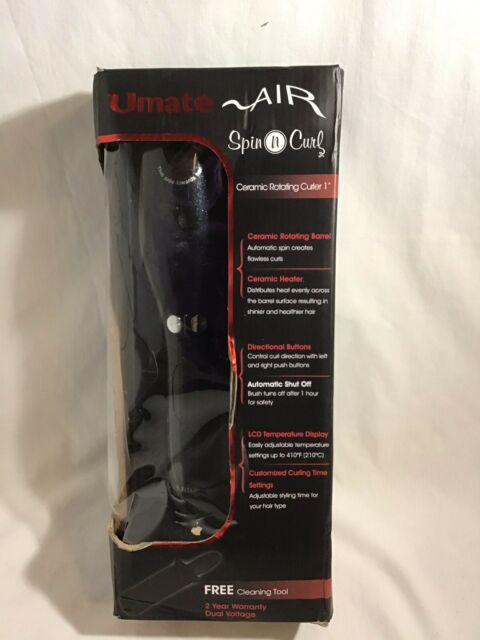 Umate AIR
Spin n Curl
Ceramic Rotating Curler 1"
Ceramic Rotating Barrel
Automatic spin creates
flawless curls
Ceramic Heater
Distributes heat evenly across
the barrel surface resulting in
shinier and healthier hair
Directional Buttons
Control curl direction with left
and right push buttons
Automatic Shut Off
Brush turns off after 1 hour
for safety
LCD Temperature Display
Easily adjustable temperature
settings up to 410°F (210°C)
Customized Curling Time
Settings
Adjustable styling time for
your hair type
FREE Cleaning Tool
2 Year Warranty
Dual Voltage